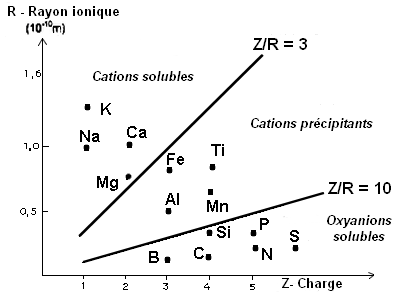 R - Rayon ionique
(10⁻¹⁰m)
Z/R = 3
1,6
Cations solubles
K
Cations précipitants
Na
Ca
1,0
Fe
Ti
Mg
Z/R = 10
Al
Mn
0,5
Oxyanions
solubles
Si
P
S
B
C
N
1
2
3
4
5
Z- Charge